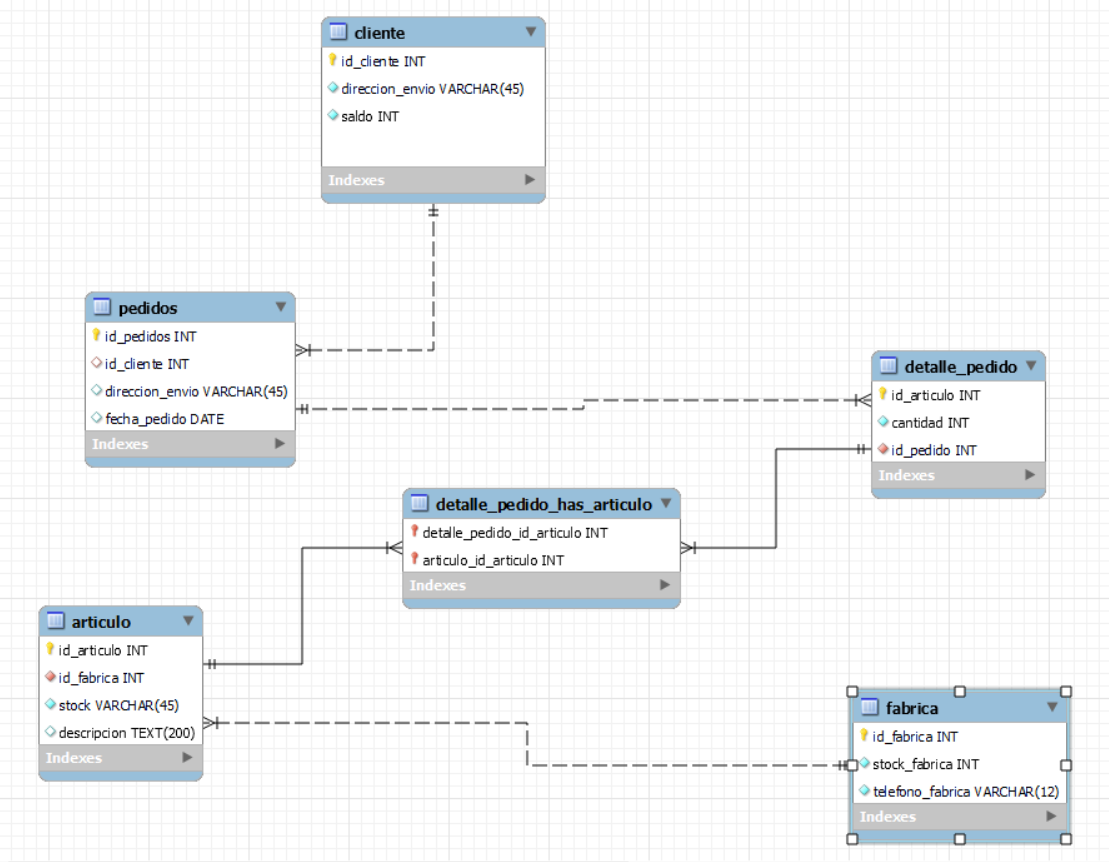 cliente
id_cliente INT
direccion_envio VARCHAR(45)
saldo INT
Indexes
pedidos
id_pedidos INT
id_cliente INT
direccion_envio VARCHAR(45)
fecha_pedido DATE
Indexes
detalle_pedido
id_articulo INT
cantidad INT
id_pedido INT
Indexes
detalle_pedido_has_articulo
detalle_pedido_id_articulo INT
articulo_id_articulo INT
Indexes
articulo
id_articulo INT
id_fabrica INT
stock VARCHAR(45)
descripcion TEXT(200)
Indexes
fabrica
id_fabrica INT
stock_fabrica INT
telefono_fabrica VARCHAR(12)
Indexes